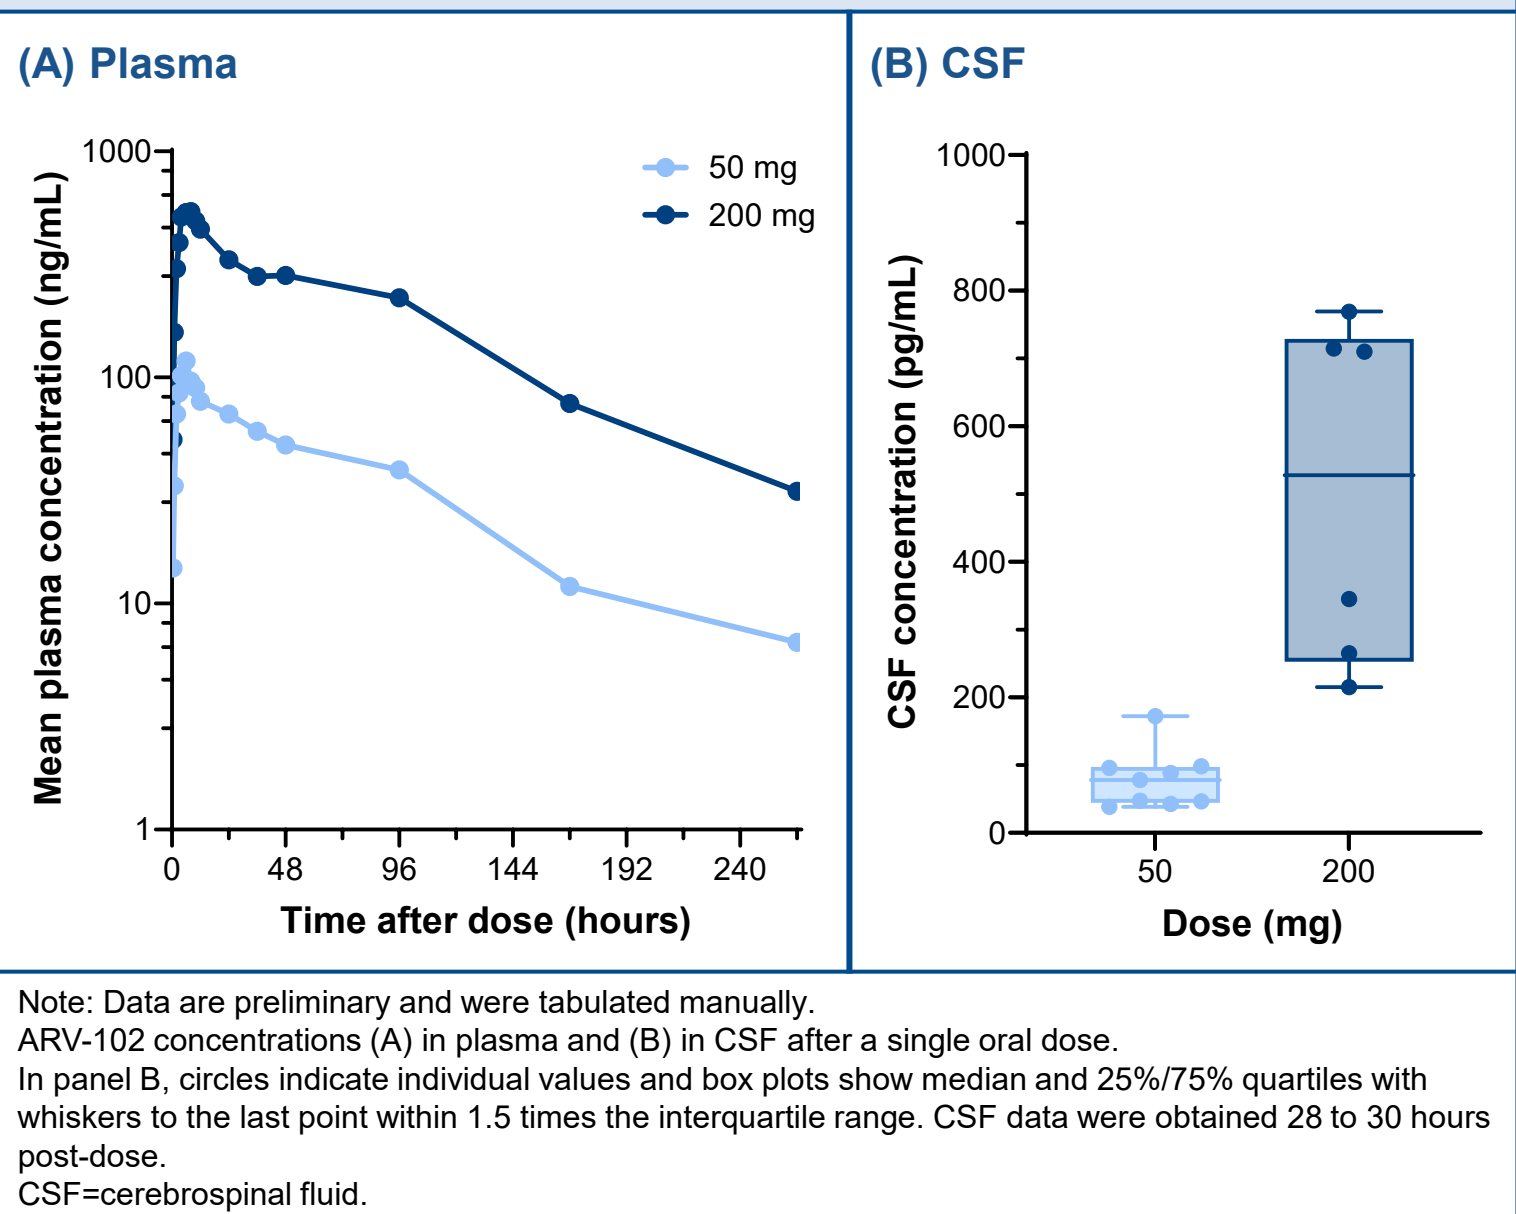 (A) Plasma
Mean plasma concentration (ng/mL)
1000
100
10
1
50 mg
200 mg
0 48 96 144 192 240
Time after dose (hours)
(B) CSF
CSF concentration (pg/mL)
1000
800
600
400
200
0
50 200
Dose (mg)
Note: Data are preliminary and were tabulated manually.
ARV-102 concentrations (A) in plasma and (B) in CSF after a single oral dose.
In panel B, circles indicate individual values and box plots show median and 25%/75% quartiles with
whiskers to the last point within 1.5 times the interquartile range. CSF data were obtained 28 to 30 hours
post-dose.
CSF=cerebrospinal fluid.